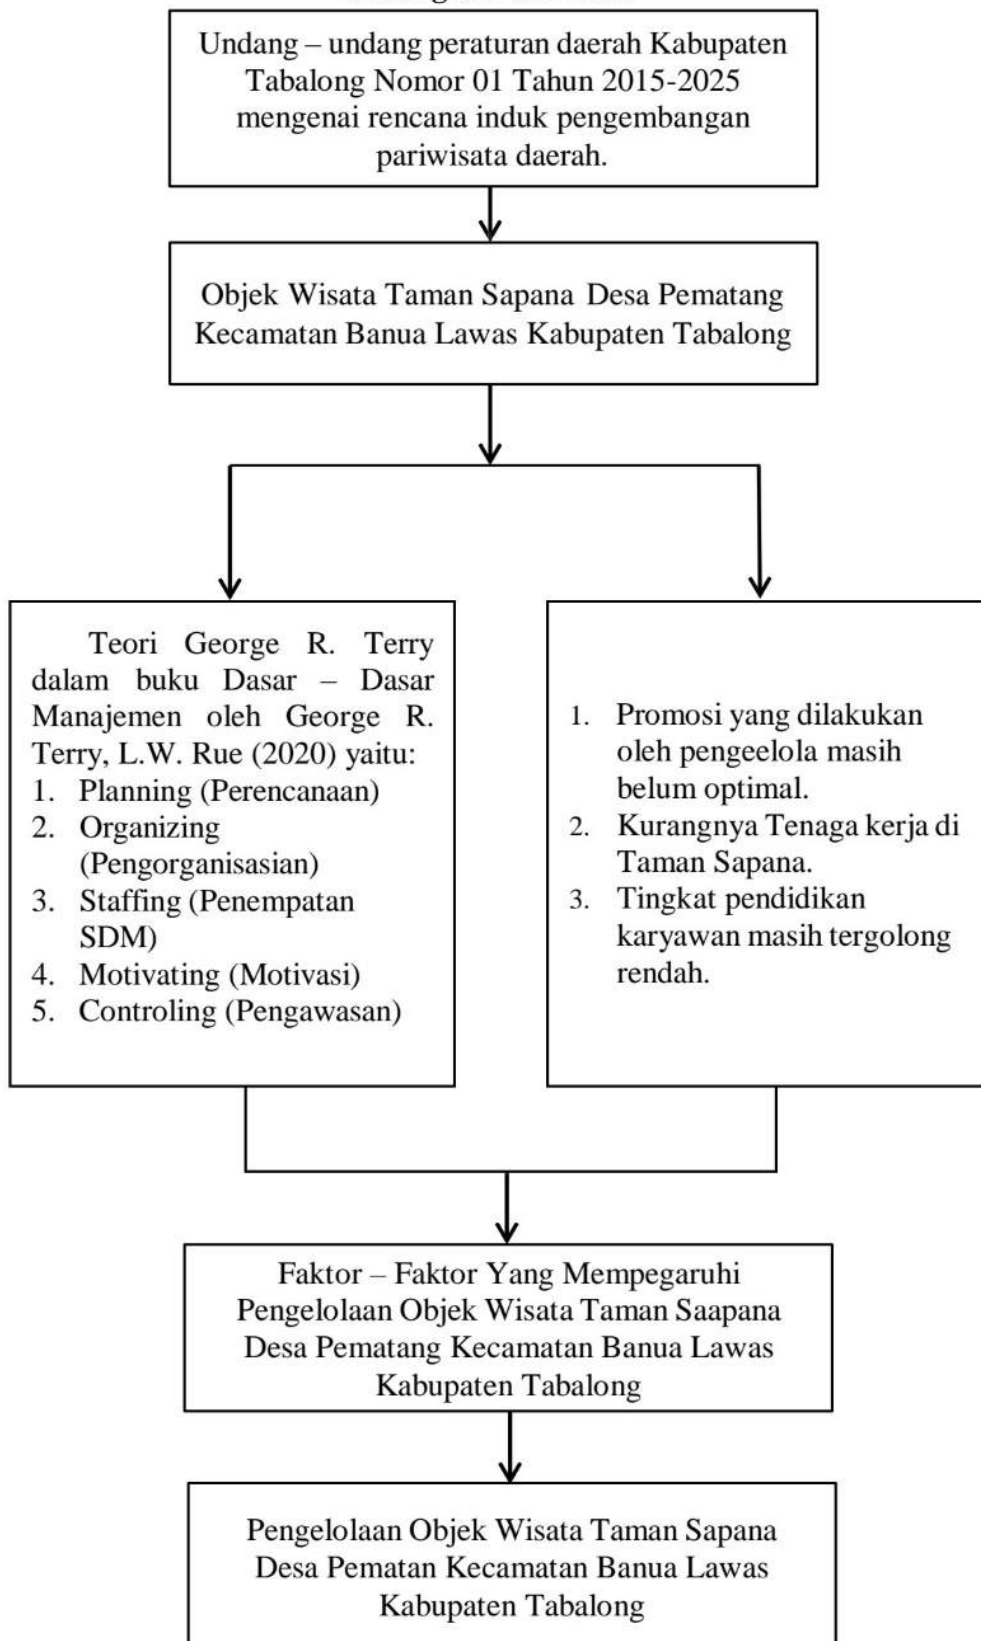 Undang – undang peraturan daerah Kabupaten
Tabalong Nomor 01 Tahun 2015-2025
mengenai rencana induk pengembangan
pariwisata daerah.
Objek Wisata Taman Sapana Desa Pematang
Kecamatan Banua Lawas Kabupaten Tabalong
Teori George R. Terry
dalam buku Dasar – Dasar
Manajemen oleh George R.
Terry, L.W. Rue (2020) yaitu:
1. Planning (Perencanaan)
2. Organizing
(Pengorganisasian)
3. Staffing (Penempatan
SDM)
4. Motivating (Motivasi)
5. Controling (Pengawasan)
1. Promosi yang dilakukan
oleh pengeelola masih
belum optimal.
2. Kurangnya Tenaga kerja di
Taman Sapana.
3. Tingkat pendidikan
karyawan masih tergolong
rendah.
Faktor – Faktor Yang Mempegaruhi
Pengelolaan Objek Wisata Taman Saapana
Desa Pematang Kecamatan Banua Lawas
Kabupaten Tabalong
Pengelolaan Objek Wisata Taman Sapana
Desa Pematan Kecamatan Banua Lawas
Kabupaten Tabalong